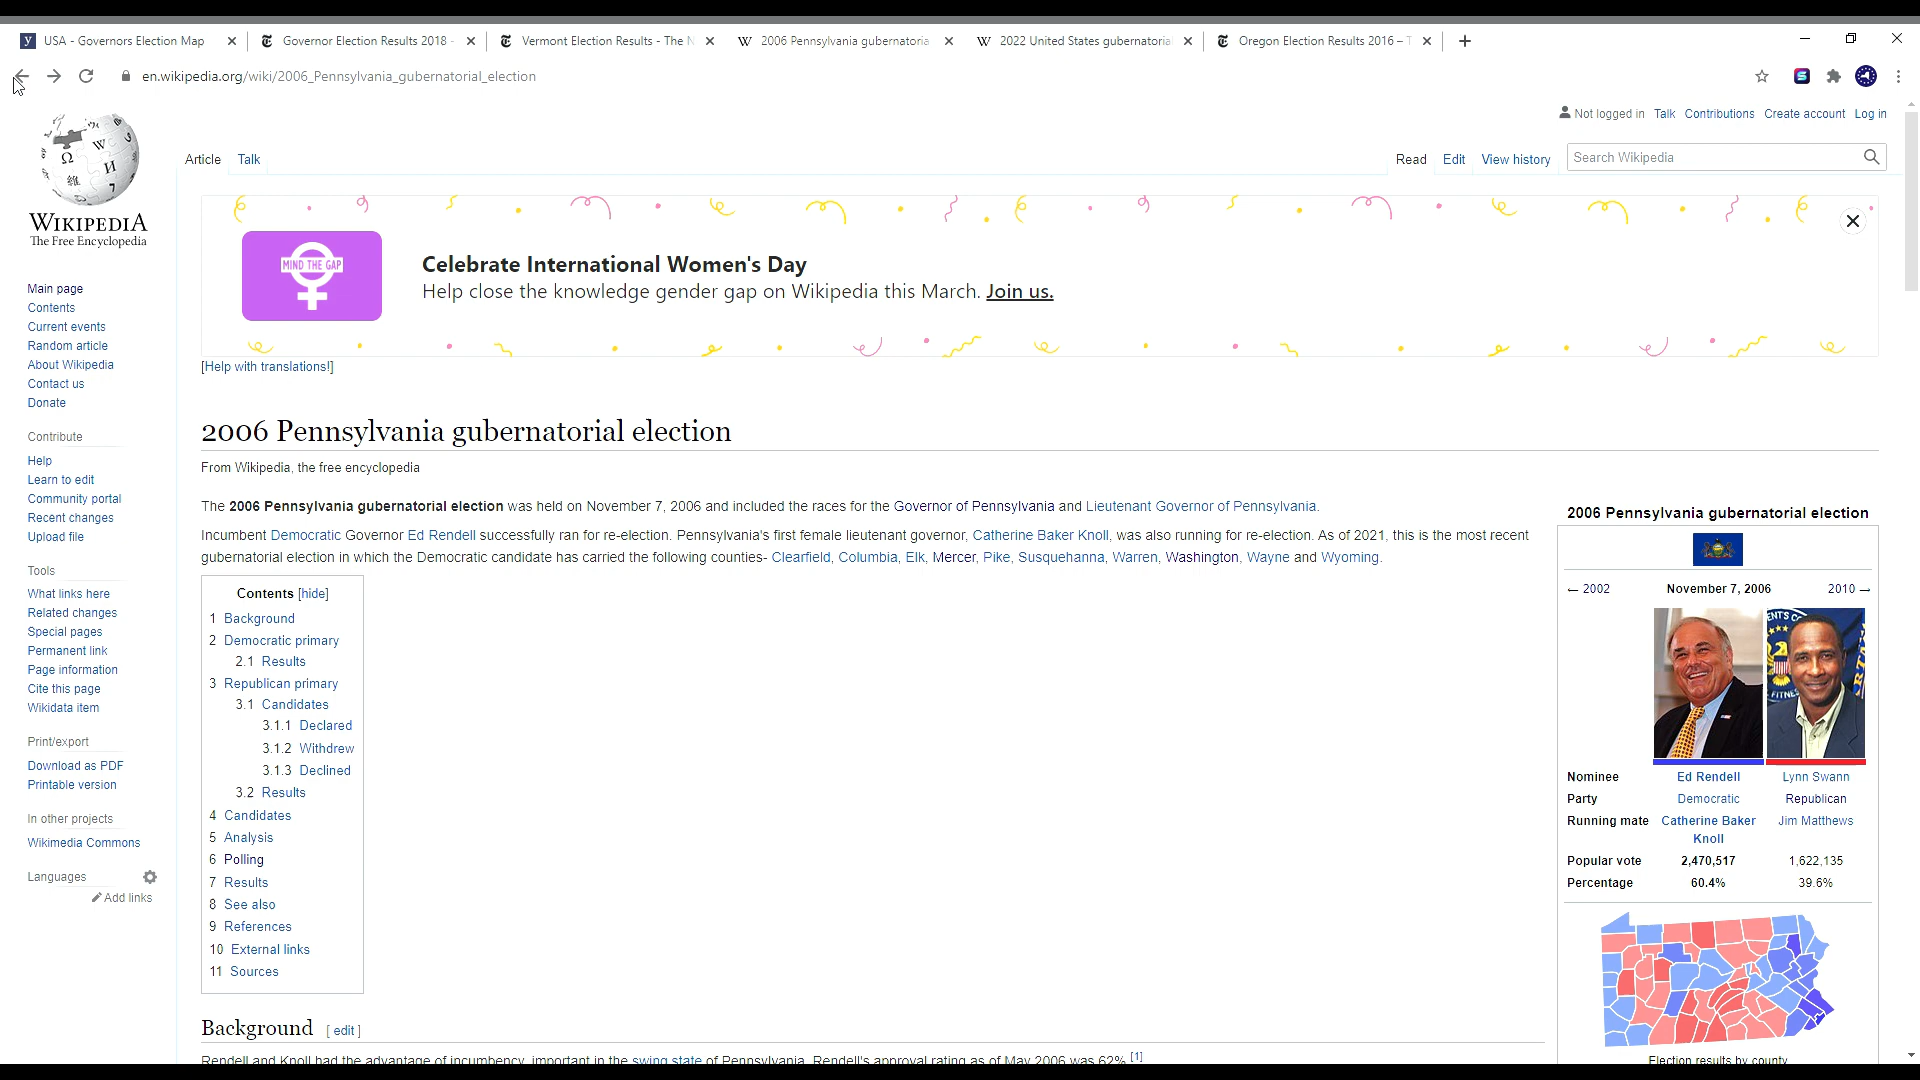 USA - Governors Election Map
Governor Election Results 2018 -
Vermont Election Results - The N
2006 Pennsylvania gubernatoria
2022 United States gubernatoria
Oregon Election Results 2016 – T
en.wikipedia.org/wiki/2006_Pennsylvania_gubernatorial_election
Not logged in Talk Contributions Create account Log in
WIKIPEDIA
The Free Encyclopedia
Article Talk
Read Edit View history Search Wikipedia
MIND THE GAP
Celebrate International Women's Day
Help close the knowledge gender gap on Wikipedia this March. Join us.
[Help with translations!]
Main page
Contents
Current events
Random article
About Wikipedia
Contact us
Donate
Contribute
Help
Learn to edit
Community portal
Recent changes
Upload file
Tools
What links here
Related changes
Special pages
Permanent link
Page information
Cite this page
Wikidata item
Print/export
Download as PDF
Printable version
In other projects
Wikimedia Commons
Languages
Add links
2006 Pennsylvania gubernatorial election
From Wikipedia, the free encyclopedia
The 2006 Pennsylvania gubernatorial election was held on November 7, 2006 and included the races for the Governor of Pennsylvania and Lieutenant Governor of Pennsylvania.
Incumbent Democratic Governor Ed Rendell successfully ran for re-election. Pennsylvania's first female lieutenant governor, Catherine Baker Knoll, was also running for re-election. As of 2021, this is the most recent
gubernatorial election in which the Democratic candidate has carried the following counties- Clearfield, Columbia, Elk, Mercer, Pike, Susquehanna, Warren, Washington, Wayne and Wyoming.
Contents [hide]
1 Background
2 Democratic primary
2.1 Results
3 Republican primary
3.1 Candidates
3.1.1 Declared
3.1.2 Withdrew
3.1.3 Declined
3.2 Results
4 Candidates
5 Analysis
6 Polling
7 Results
8 See also
9 References
10 External links
11 Sources
Background [ edit ]
Rendell and Knoll had the advantage of incumbency, important in the swing state of Pennsylvania. Rendell's approval rating as of May 2006 was 62%. [1]
2006 Pennsylvania gubernatorial election
← 2002 November 7, 2006 2010 →
Nominee Ed Rendell Lynn Swann
Party Democratic Republican
Running mate Catherine Baker Knoll Jim Matthews
Popular vote 2,470,517 1,622,135
Percentage 60.4% 39.6%
Election results by county